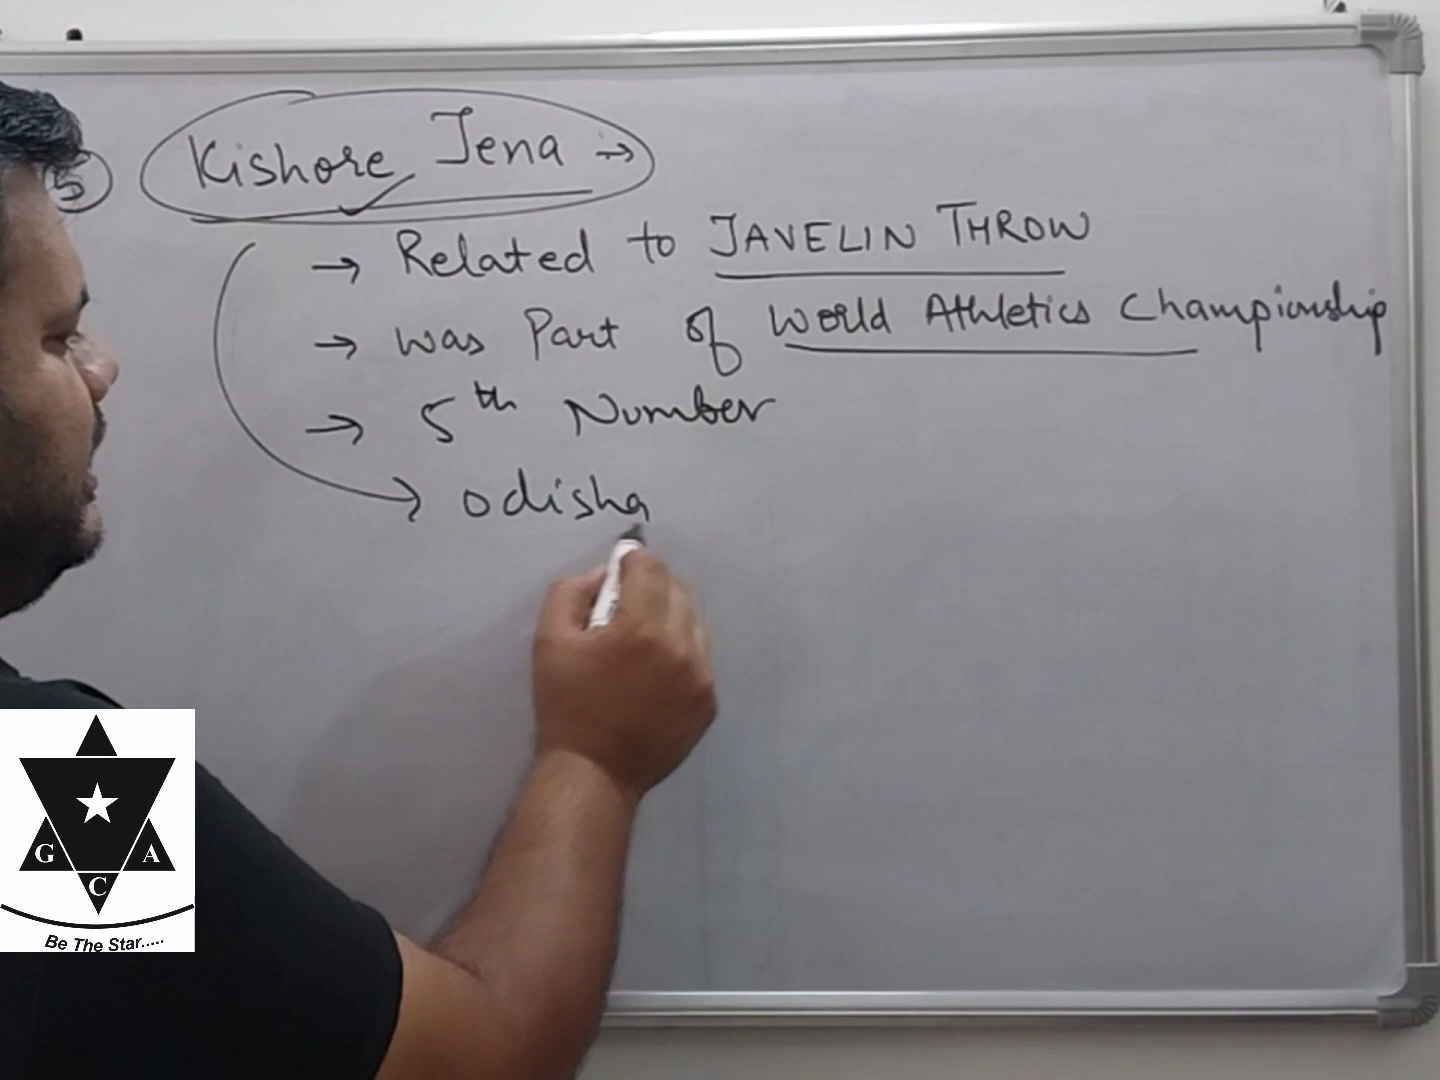 5 Kishore Jena →
→ Related to JAVELIN THROW
→ was Part of World Athletics Championship
→ 5th Number
→ Odisha
G A
C
Be The Star.....